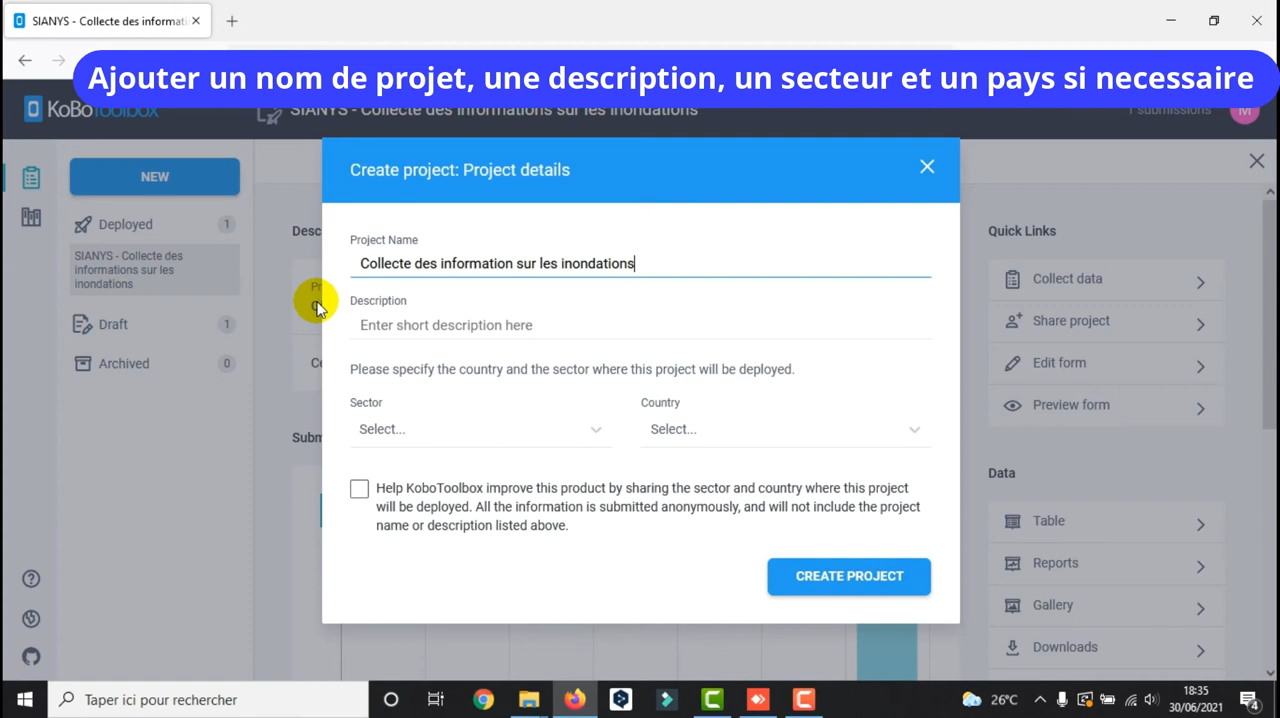 SIANYS - Collecte des informati
Ajouter un nom de projet, une description, un secteur et un pays si necessaire
KoBoToolbox
SIANYS - Collecte des informations sur les inondations
1 submissions
M
NEW
Deployed 1
SIANYS - Collecte des
informations sur les
inondations
Draft 1
Archived 0
Create project: Project details
Project Name
Collecte des information sur les inondations
Description
Enter short description here
Please specify the country and the sector where this project will be deployed.
Sector Country
Select... Select...
Help KoboToolbox improve this product by sharing the sector and country where this project
will be deployed. All the information is submitted anonymously, and will not include the project
name or description listed above.
CREATE PROJECT
Quick Links
Collect data
Share project
Edit form
Preview form
Data
Table
Reports
Gallery
Downloads
Taper ici pour rechercher
26°C
18:35
30/06/2021
4